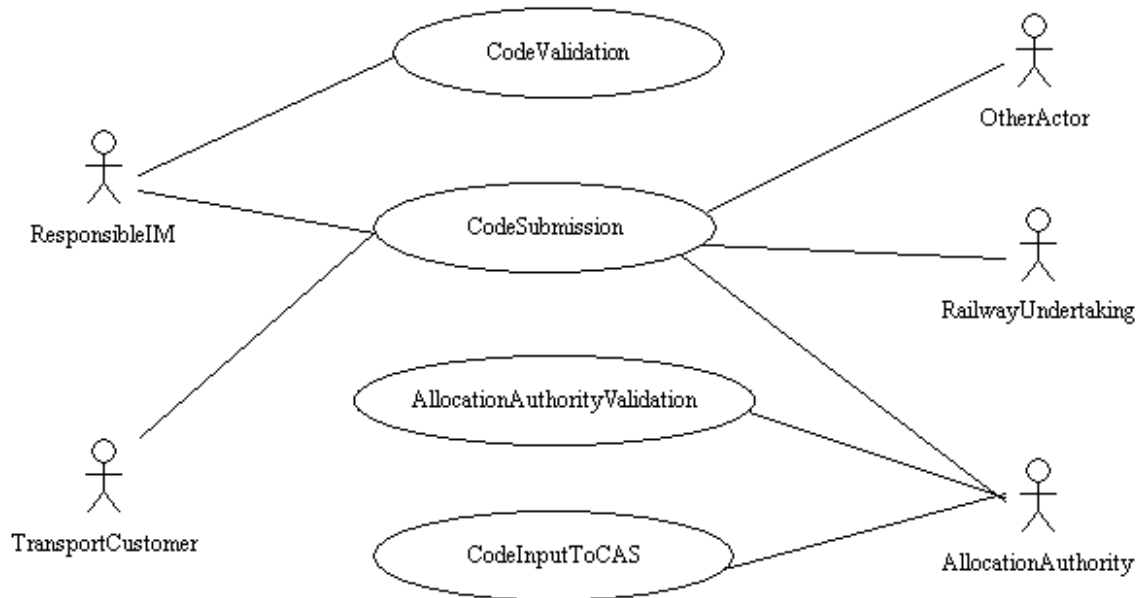 CodeValidation
OtherActor
ResponsibleIM
CodeSubmission
RailwayUndertaking
AllocationAuthorityValidation
TransportCustomer
CodeInputToCAS
AllocationAuthority